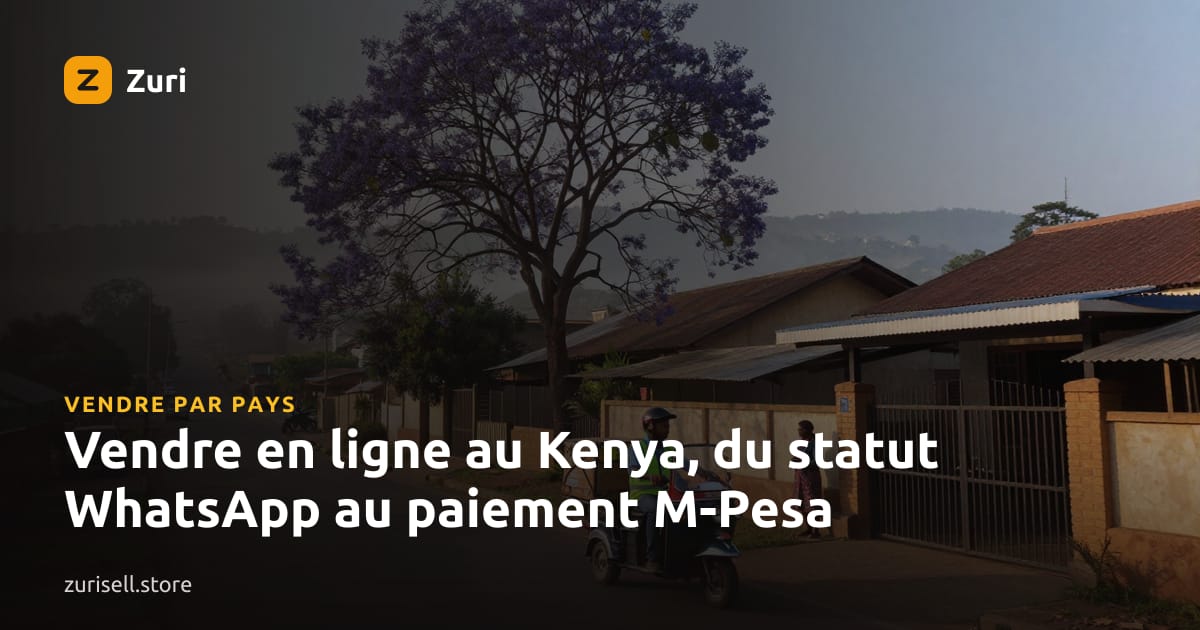 Z Zuri
VENDRE PAR PAYS
Vendre en ligne au Kenya, du statut
WhatsApp au paiement M-Pesa
zurisell.store